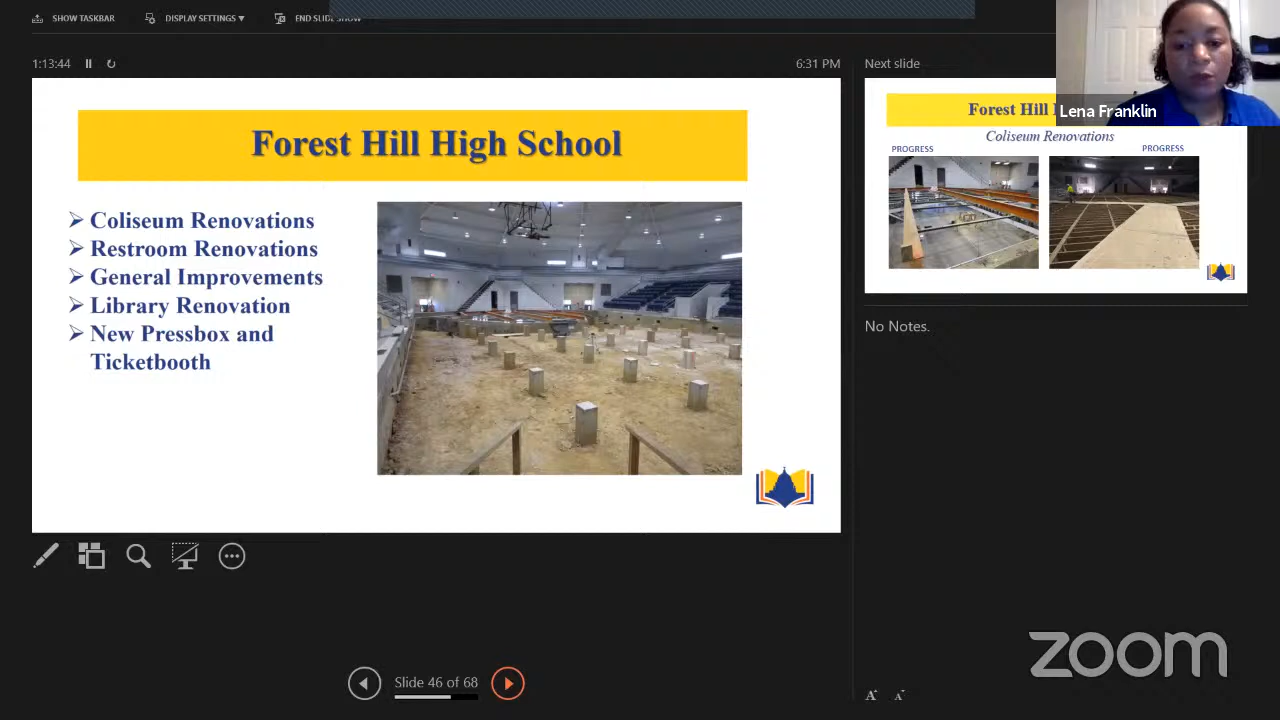 SHOW TASKBAR
DISPLAY SETTINGS ▼
END SLIDE SHOW
1:13:44
6:31 PM
Forest Hill High School
Coliseum Renovations
Restroom Renovations
General Improvements
Library Renovation
New Pressbox and
Ticketbooth
Next slide
Forest Hill
Lena Franklin
Coliseum Renovations
PROGRESS
PROGRESS
No Notes.
Slide 46 of 68
A
A
zoom